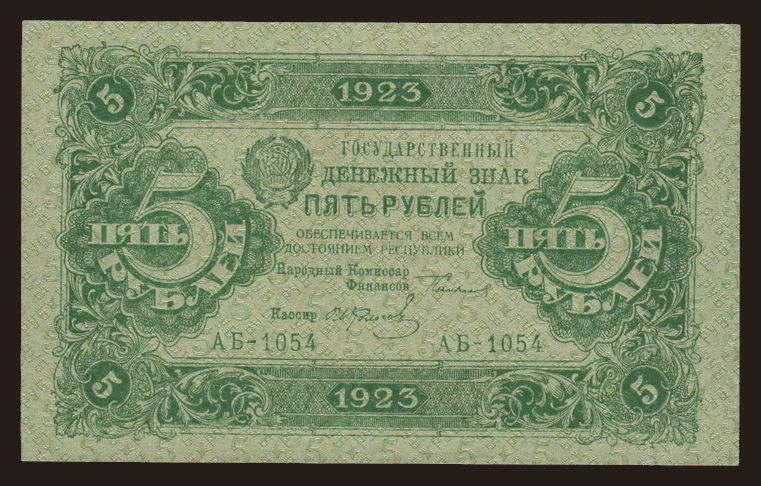 5 1923 5
ГОСУДАРСТВЕННЫЙ
ДЕНЕЖНЫЙ ЗНАК
ПЯТЬ РУБЛЕЙ
ОБЕСПЕЧИВАЕТСЯ ВСЕМ
ДОСТОЯНИЕМ РЕСПУБЛИКИ
5 5
ПЯТЬ ПЯТЬ
РУБЛЕЙ РУБЛЕЙ
Народный Комиссар
Финансов
Кассир
АБ-1054 АБ-1054
5 1923 5